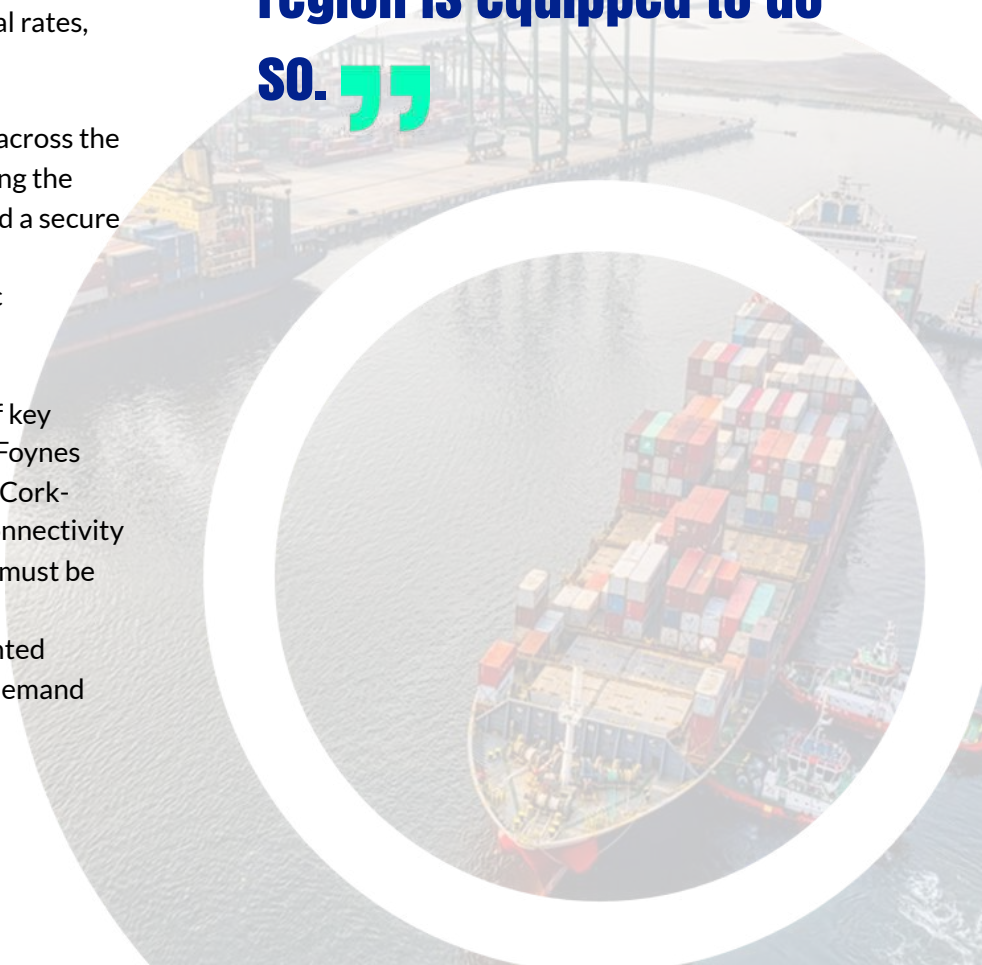 al rates,
across the
ng the
d a secure
key
Foynes
Cork-
nnectivity
must be
nted
emand
region is equipped to do
so.”